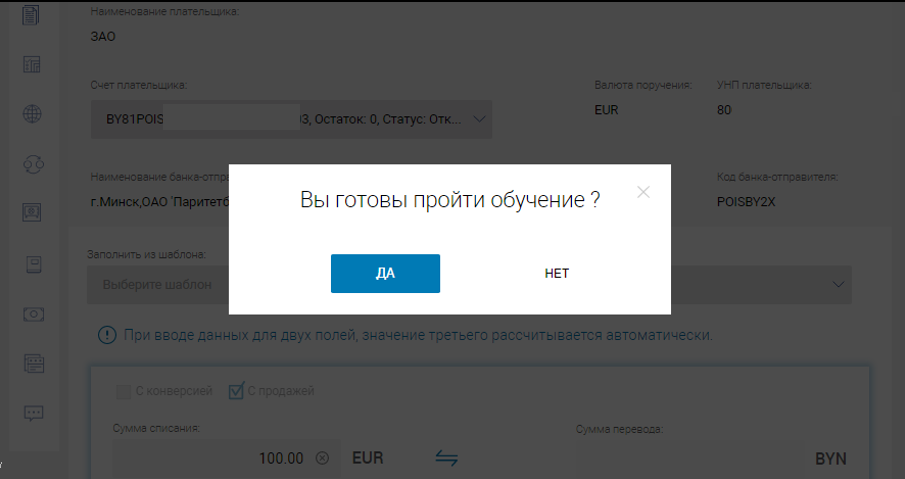 Наименование плательщика:
ЗАО
Счет плательщика:
Валюта поручения:
УНП плательщика:
BY81POIS 03, Остаток: 0, Статус: Отк...
EUR
80
Наименование банка-отпра
Код банка-отправителя:
г.Минск,ОАО 'Паритетб
POISBY2X
Вы готовы пройти обучение ?
ДА
НЕТ
Заполнить из шаблона:
Выберите шаблон
При вводе данных для двух полей, значение третьего рассчитывается автоматически.
С конверсией
С продажей
Сумма списания:
Сумма перевода:
100.00 EUR
BYN